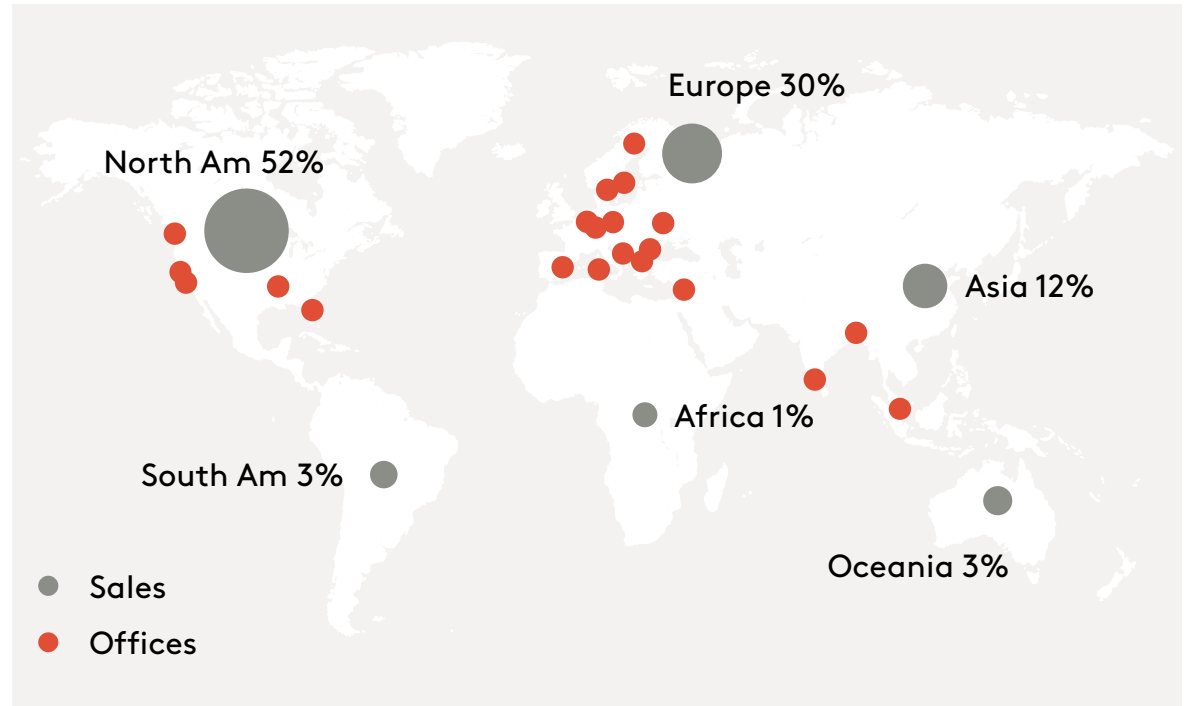 Europe 30%
North Am 52%
Asia 12%
Africa 1%
South Am 3%
Oceania 3%
Sales
Offices